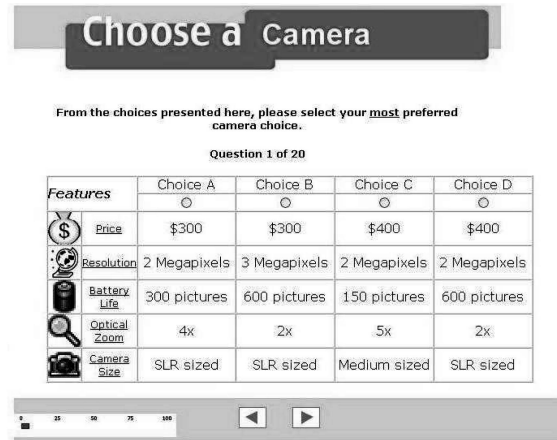 Choose a Camera
From the choices presented here, please select your most preferred
camera choice.
Question 1 of 20
Features Choice A Choice B Choice C Choice D
$ Price $300 $300 $400 $400
Resolution 2 Megapixels 3 Megapixels 2 Megapixels 2 Megapixels
Battery
Life 300 pictures 600 pictures 150 pictures 600 pictures
Optical
Zoom 4x 2x 5x 2x
Camera
Size SLR sized SLR sized Medium sized SLR sized
0 25 50 75 100